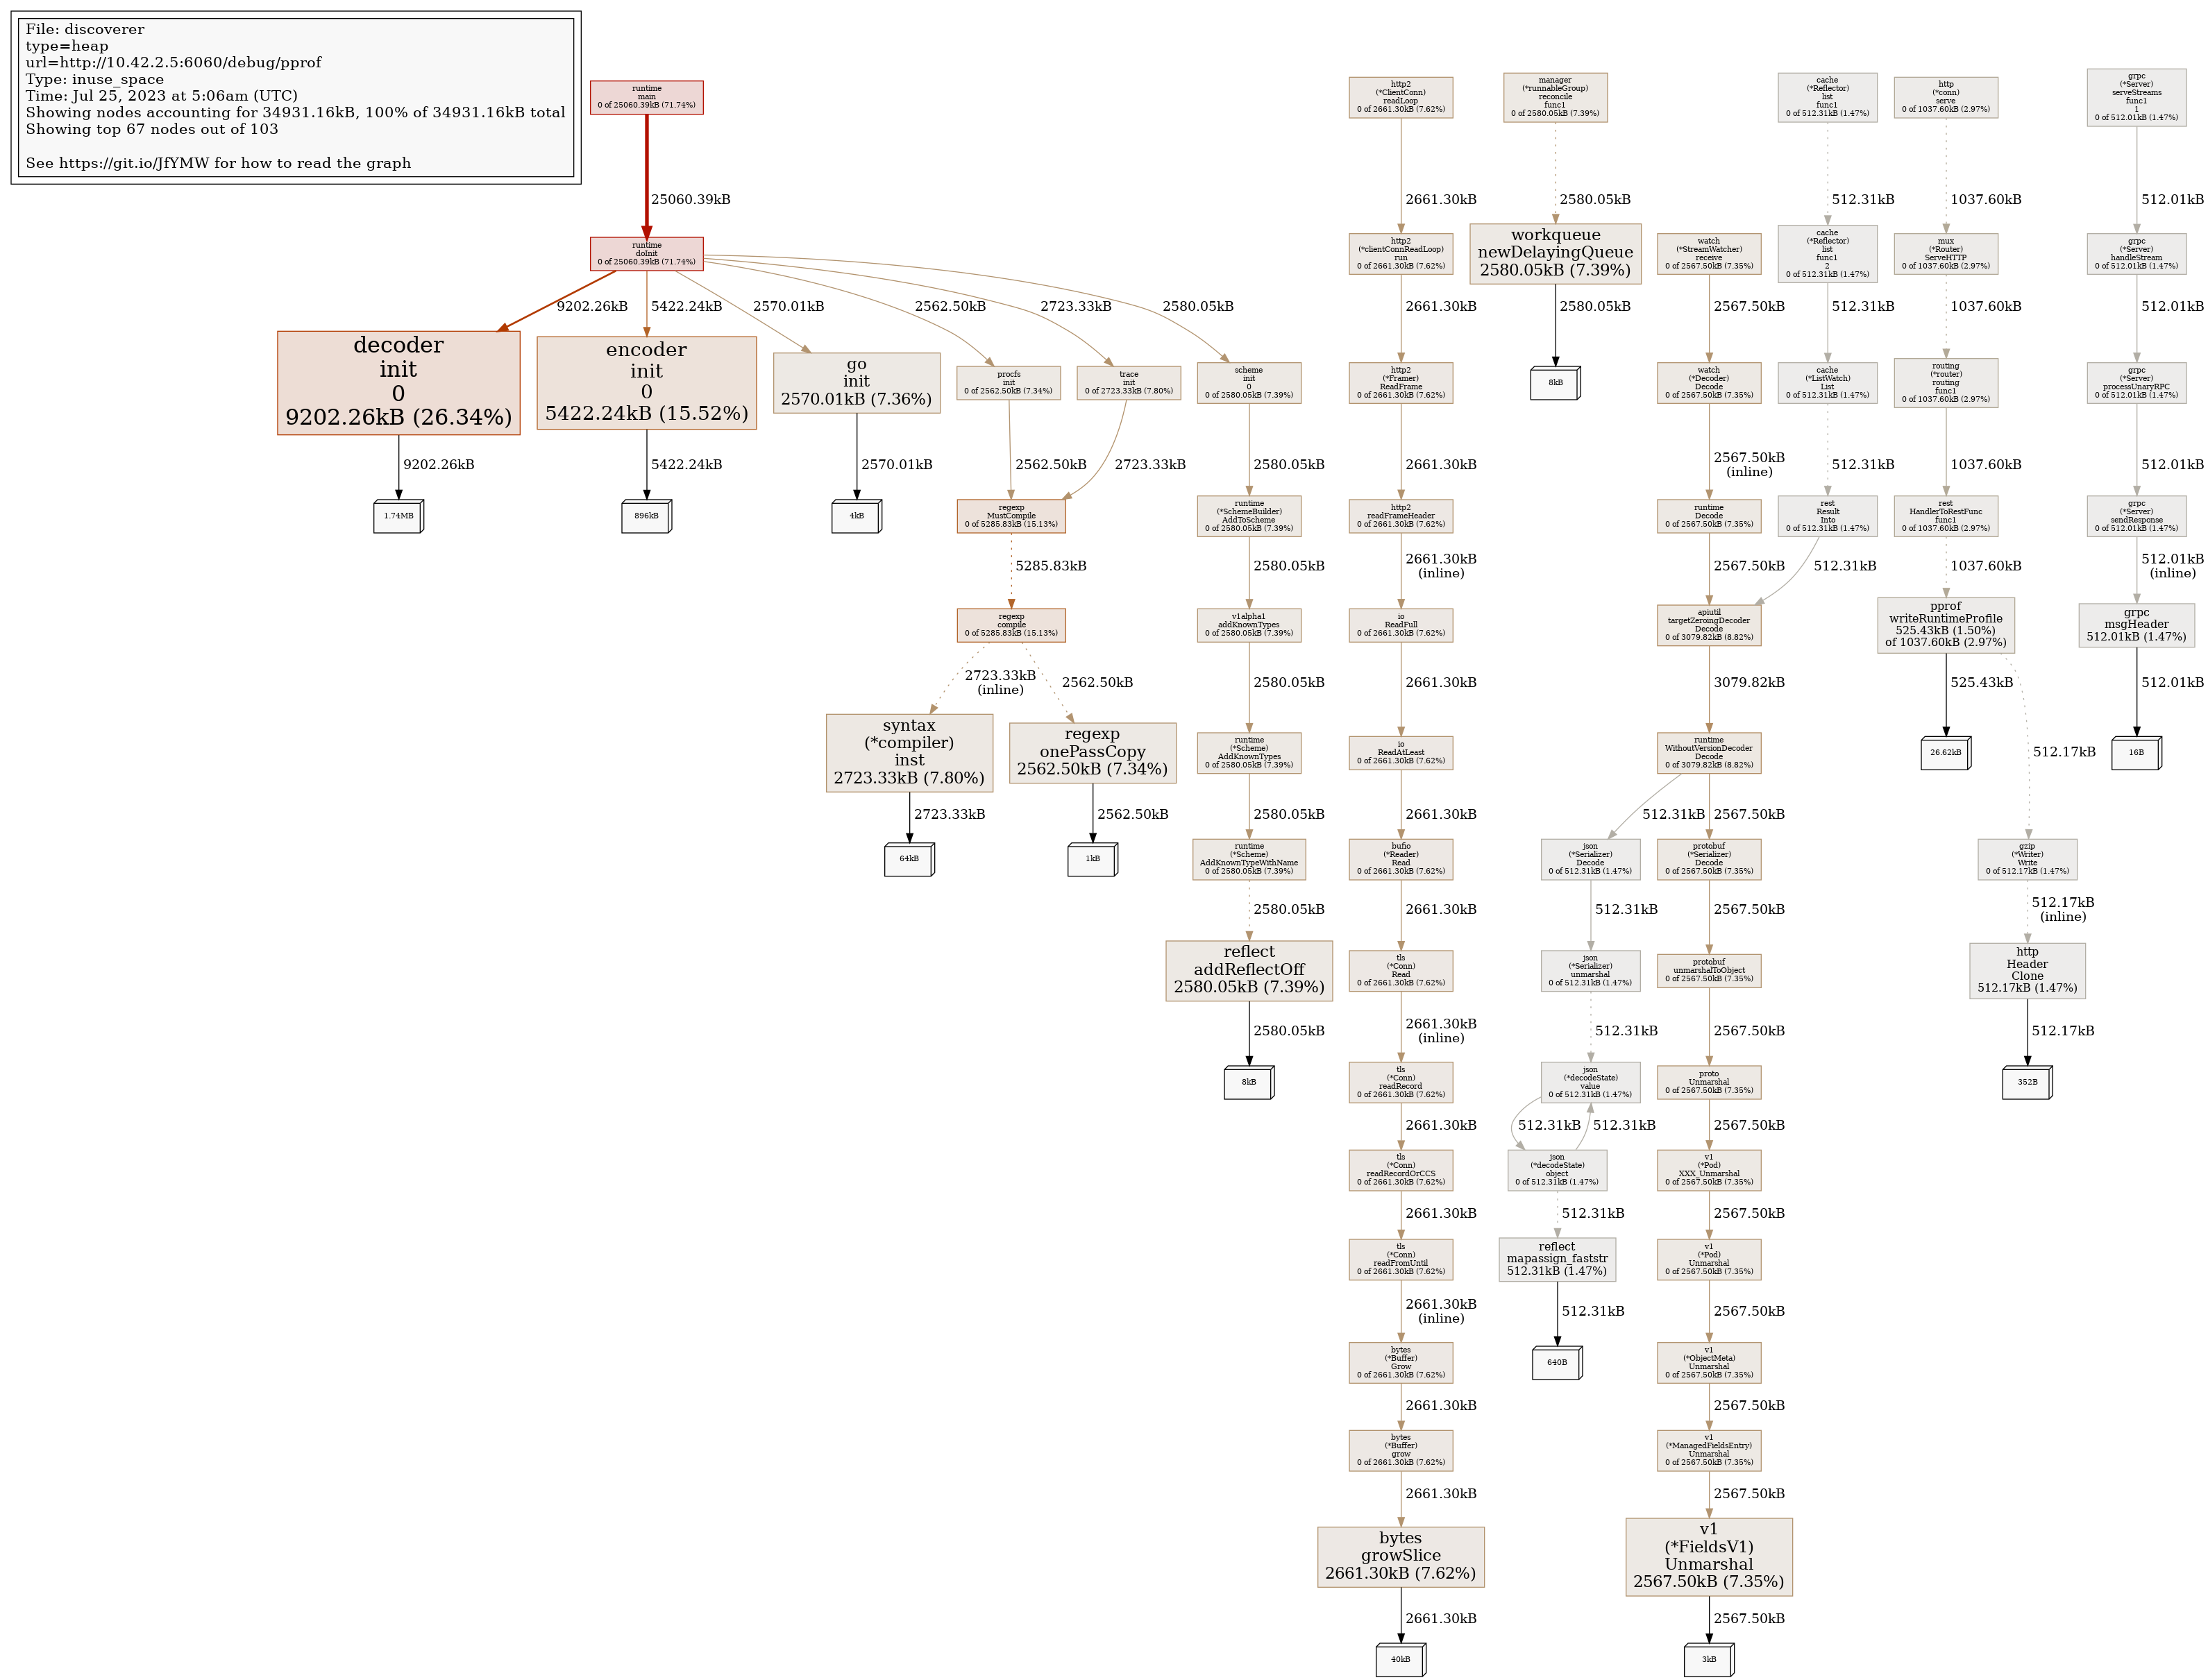 File: discoverer
type=heap
url=http://10.42.2.5:6060/debug/pprof
Type: inuse_space
Time: Jul 25, 2023 at 5:06am (UTC)
Showing nodes accounting for 34931.16kB, 100% of 34931.16kB total
Showing top 67 nodes out of 103
See https://git.io/JfYMW for how to read the graph
runtime
main
0 of 25060.39kB (71.74%)
25060.39kB
runtime
doInit
0 of 25060.39kB (71.74%)
9202.26kB
5422.24kB
2570.01kB
2562.50kB
2723.33kB
2580.05kB
decoder
init
0
9202.26kB (26.34%)
9202.26kB
1.74MB
encoder
init
0
5422.24kB (15.52%)
5422.24kB
896kB
go
init
2570.01kB (7.36%)
2570.01kB
4kB
procfs
init
0 of 2562.50kB (7.34%)
2562.50kB
trace
init
0 of 2723.33kB (7.80%)
2723.33kB
regexp
MustCompile
0 of 5285.83kB (15.13%)
5285.83kB
regexp
compile
0 of 5285.83kB (15.13%)
2723.33kB
(inline)
2562.50kB
syntax
(*compiler)
inst
2723.33kB (7.80%)
2723.33kB
64kB
regexp
onePassCopy
2562.50kB (7.34%)
2562.50kB
1kB
scheme
init
0
0 of 2580.05kB (7.39%)
2580.05kB
runtime
(*SchemeBuilder)
AddToScheme
0 of 2580.05kB (7.39%)
2580.05kB
v1alpha1
addKnownTypes
0 of 2580.05kB (7.39%)
2580.05kB
runtime
(*Scheme)
AddKnownTypes
0 of 2580.05kB (7.39%)
2580.05kB
runtime
(*Scheme)
AddKnownTypeWithName
0 of 2580.05kB (7.39%)
2580.05kB
reflect
addReflectOff
2580.05kB (7.39%)
2580.05kB
8kB
http2
(*ClientConn)
readLoop
0 of 2661.30kB (7.62%)
2661.30kB
http2
(*clientConnReadLoop)
run
0 of 2661.30kB (7.62%)
2661.30kB
http2
(*Framer)
ReadFrame
0 of 2661.30kB (7.62%)
2661.30kB
http2
readFrameHeader
0 of 2661.30kB (7.62%)
2661.30kB
(inline)
io
ReadFull
0 of 2661.30kB (7.62%)
2661.30kB
io
ReadAtLeast
0 of 2661.30kB (7.62%)
2661.30kB
bufio
(*Reader)
Read
0 of 2661.30kB (7.62%)
2661.30kB
tls
(*Conn)
Read
0 of 2661.30kB (7.62%)
2661.30kB
(inline)
tls
(*Conn)
readRecord
0 of 2661.30kB (7.62%)
2661.30kB
tls
(*Conn)
readRecordOrCCS
0 of 2661.30kB (7.62%)
2661.30kB
tls
(*Conn)
readFromUntil
0 of 2661.30kB (7.62%)
2661.30kB
(inline)
bytes
(*Buffer)
Grow
0 of 2661.30kB (7.62%)
2661.30kB
bytes
(*Buffer)
grow
0 of 2661.30kB (7.62%)
2661.30kB
bytes
growSlice
2661.30kB (7.62%)
2661.30kB
40kB
manager
(*runnableGroup)
reconcile
func1
0 of 2580.05kB (7.39%)
2580.05kB
workqueue
newDelayingQueue
2580.05kB (7.39%)
2580.05kB
8kB
watch
(*StreamWatcher)
receive
0 of 2567.50kB (7.35%)
2567.50kB
watch
(*Decoder)
Decode
0 of 2567.50kB (7.35%)
2567.50kB
(inline)
runtime
Decode
0 of 2567.50kB (7.35%)
2567.50kB
cache
(*Reflector)
list
func1
0 of 512.31kB (1.47%)
512.31kB
cache
(*Reflector)
list
func1
2
0 of 512.31kB (1.47%)
512.31kB
cache
(*ListWatch)
List
0 of 512.31kB (1.47%)
512.31kB
rest
Result
Into
0 of 512.31kB (1.47%)
512.31kB
apiutil
targetZeroingDecoder
Decode
0 of 3079.82kB (8.82%)
3079.82kB
runtime
WithoutVersionDecoder
Decode
0 of 3079.82kB (8.82%)
512.31kB
2567.50kB
json
(*Serializer)
Decode
0 of 512.31kB (1.47%)
512.31kB
json
(*Serializer)
unmarshal
0 of 512.31kB (1.47%)
512.31kB
json
(*decodeState)
value
0 of 512.31kB (1.47%)
512.31kB
512.31kB
json
(*decodeState)
object
0 of 512.31kB (1.47%)
512.31kB
reflect
mapassign_faststr
512.31kB (1.47%)
512.31kB
640B
protobuf
(*Serializer)
Decode
0 of 2567.50kB (7.35%)
2567.50kB
protobuf
unmarshalToObject
0 of 2567.50kB (7.35%)
2567.50kB
proto
Unmarshal
0 of 2567.50kB (7.35%)
2567.50kB
v1
(*Pod)
XXX_Unmarshal
0 of 2567.50kB (7.35%)
2567.50kB
v1
(*Pod)
Unmarshal
0 of 2567.50kB (7.35%)
2567.50kB
v1
(*ObjectMeta)
Unmarshal
0 of 2567.50kB (7.35%)
2567.50kB
v1
(*ManagedFieldsEntry)
Unmarshal
0 of 2567.50kB (7.35%)
2567.50kB
v1
(*FieldsV1)
Unmarshal
2567.50kB (7.35%)
2567.50kB
3kB
http
(*conn)
serve
0 of 1037.60kB (2.97%)
1037.60kB
mux
(*Router)
ServeHTTP
0 of 1037.60kB (2.97%)
1037.60kB
routing
(*router)
routing
func1
0 of 1037.60kB (2.97%)
1037.60kB
rest
HandlerToRestFunc
func1
0 of 1037.60kB (2.97%)
1037.60kB
pprof
writeRuntimeProfile
525.43kB (1.50%)
of 1037.60kB (2.97%)
525.43kB
26.62kB
512.17kB
gzip
(*Writer)
Write
0 of 512.17kB (1.47%)
512.17kB
(inline)
http
Header
Clone
512.17kB (1.47%)
512.17kB
352B
grpc
(*Server)
serveStreams
func1
1
0 of 512.01kB (1.47%)
512.01kB
grpc
(*Server)
handleStream
0 of 512.01kB (1.47%)
512.01kB
grpc
(*Server)
processUnaryRPC
0 of 512.01kB (1.47%)
512.01kB
grpc
(*Server)
sendResponse
0 of 512.01kB (1.47%)
512.01kB
(inline)
grpc
msgHeader
512.01kB (1.47%)
512.01kB
16B